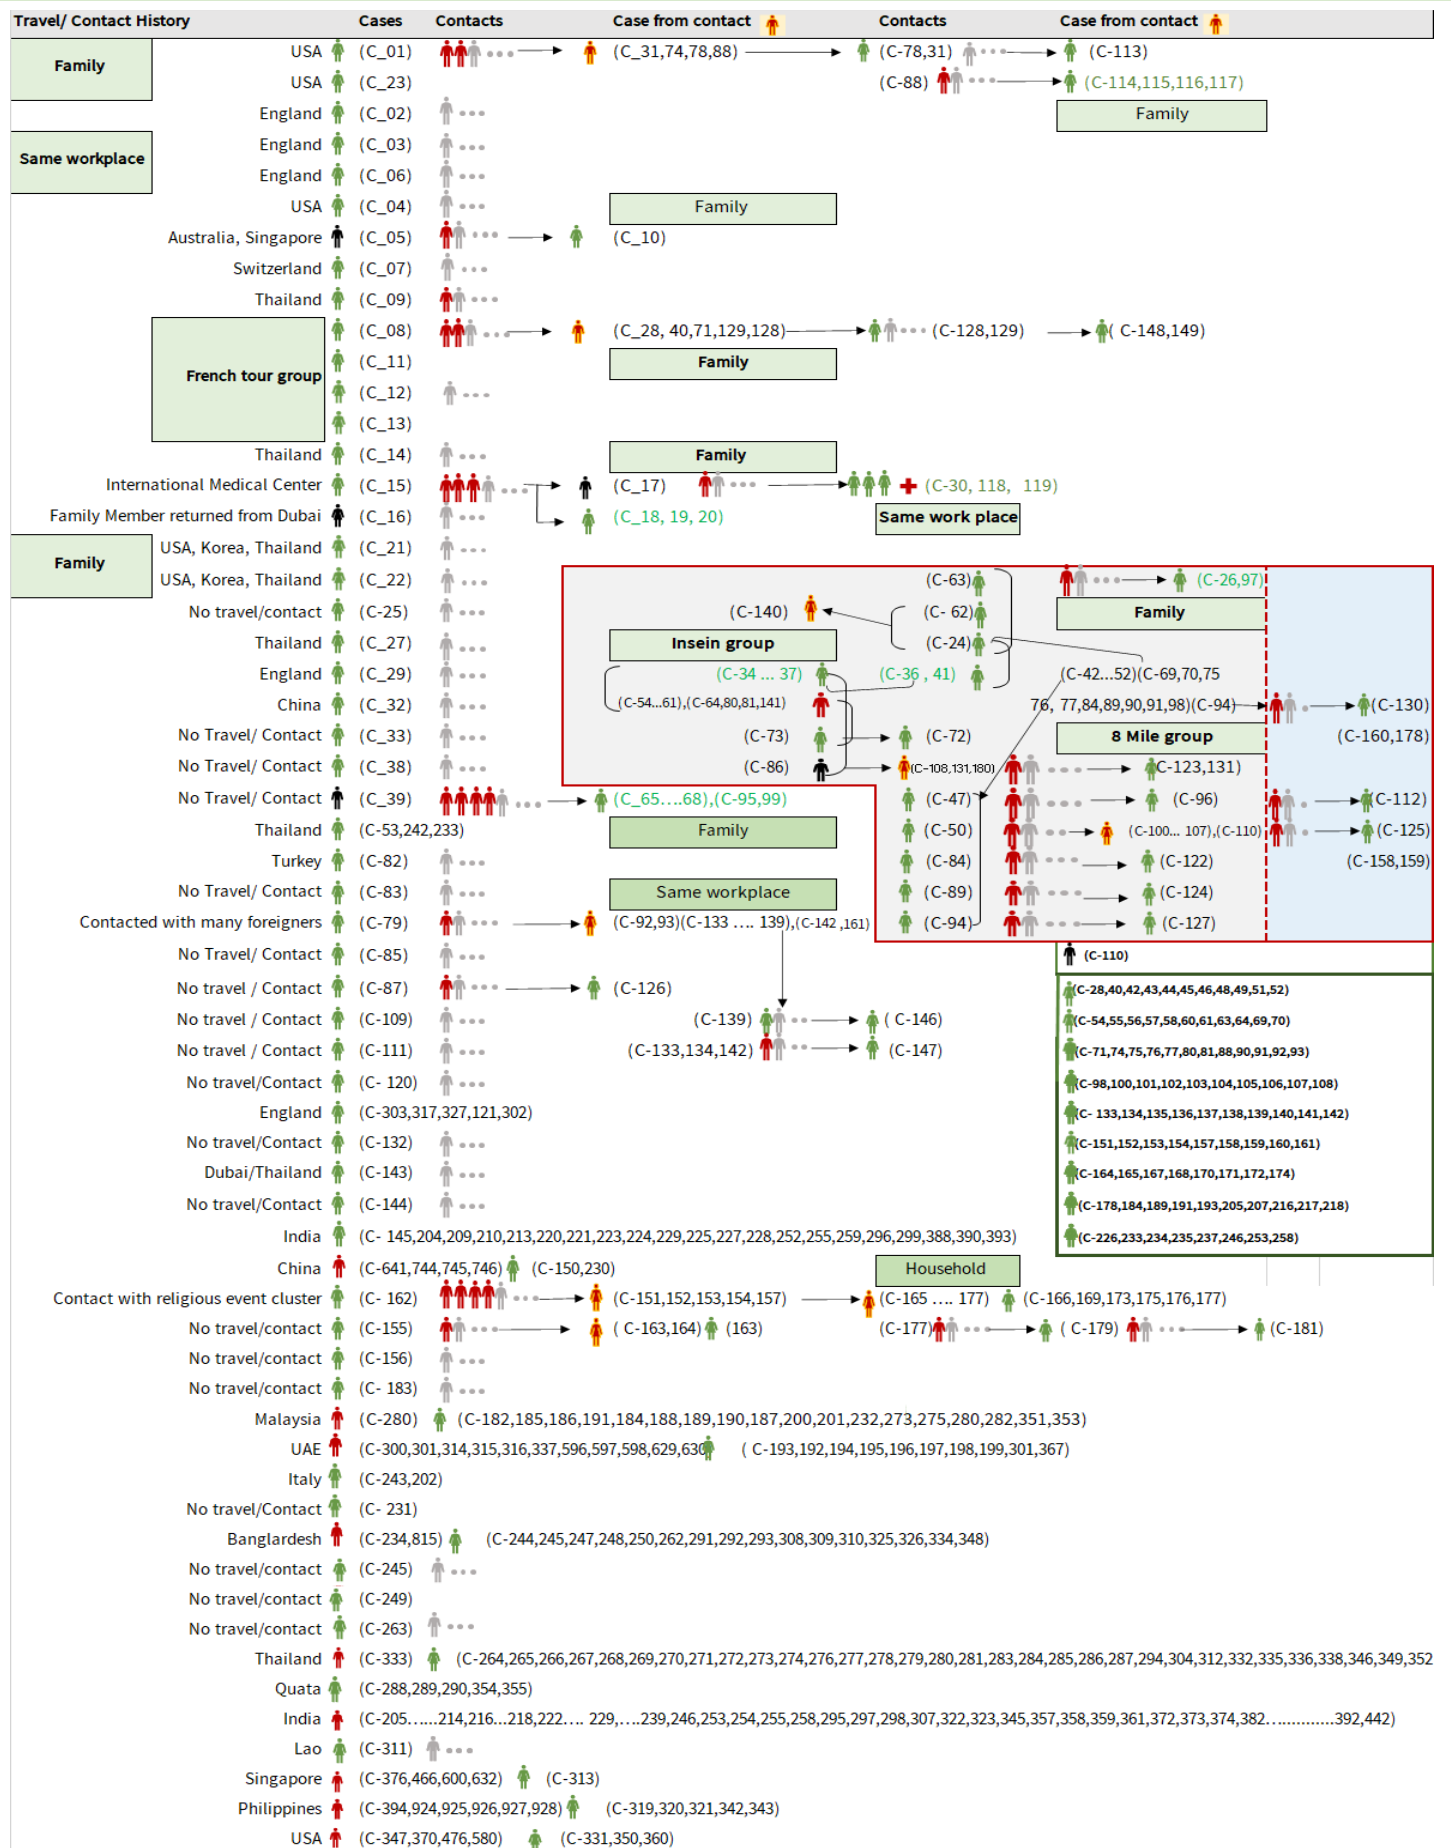 Travel/ Contact History Cases Contacts Case from contact Contacts Case from contact
Family
USA (C_01) (C_31,74,78,88) (C-78,31) (C-113)
USA (C_23) (C-88) (C-114,115,116,117)
England (C_02) Family
Same workplace
England (C_03)
England (C_06)
USA (C_04) Family
Australia, Singapore (C_05) (C_10)
Switzerland (C_07)
Thailand (C_09)
French tour group
(C_08) (C_28, 40,71,129,128) (C-128,129) ( C-148,149)
(C_11) Family
(C_12)
(C_13)
Thailand (C_14) Family
International Medical Center (C_15) (C_17) (C-30, 118, 119)
Family Member returned from Dubai (C_16) (C_18, 19, 20) Same work place
Family
USA, Korea, Thailand (C_21)
USA, Korea, Thailand (C_22) (C-63) (C-26,97)
No travel/contact (C-25) (C-140) (C- 62) Family
Thailand (C_27) Insein group (C-24)
England (C_29) (C-34 ... 37) (C-36 , 41) (C-42...52)(C-69,70,75
China (C_32) (C-54...61),(C-64,80,81,141) 76, 77,84,89,90,91,98)(C-94) (C-130)
No Travel/ Contact (C_33) (C-73) (C-72) 8 Mile group (C-160,178)
No Travel/ Contact (C_38) (C-86) (C-108,131,180) (C-123,131)
No Travel/ Contact (C_39) (C_65....68),(C-95,99) (C-47) (C-96) (C-112)
Thailand (C-53,242,233) Family (C-50) (C-100... 107),(C-110) (C-125)
Turkey (C-82) (C-84) (C-122) (C-158,159)
No Travel/ Contact (C-83) Same workplace (C-89) (C-124)
Contacted with many foreigners (C-79) (C-92,93)(C-133 .... 139),(C-142 ,161) (C-94) (C-127)
No Travel/ Contact (C-85) (C-110)
No travel / Contact (C-87) (C-126) (C-28,40,42,43,44,45,46,48,49,51,52)
No travel / Contact (C-109) (C-139) ( C-146) (C-54,55,56,57,58,60,61,63,64,69,70)
No travel / Contact (C-111) (C-133,134,142) (C-147) (C-71,74,75,76,77,80,81,88,90,91,92,93)
No travel/Contact (C- 120) (C-98,100,101,102,103,104,105,106,107,108)
England (C-303,317,327,121,302) (C- 133,134,135,136,137,138,139,140,141,142)
No travel/Contact (C-132) (C-151,152,153,154,157,158,159,160,161)
Dubai/Thailand (C-143) (C-164,165,167,168,170,171,172,174)
No travel/Contact (C-144) (C-178,184,189,191,193,205,207,216,217,218)
India (C- 145,204,209,210,213,220,221,223,224,229,225,227,228,252,255,259,296,299,388,390,393) (C-226,233,234,235,237,246,253,258)
China (C-641,744,745,746) (C-150,230) Household
Contact with religious event cluster (C- 162) (C-151,152,153,154,157) (C-165 .... 177) (C-166,169,173,175,176,177)
No travel/contact (C-155) ( C-163,164) (163) (C-177) ( C-179) (C-181)
No travel/contact (C-156)
No travel/contact (C- 183)
Malaysia (C-280) (C-182,185,186,191,184,188,189,190,187,200,201,232,273,275,280,282,351,353)
UAE (C-300,301,314,315,316,337,596,597,598,629,630 ( C-193,192,194,195,196,197,198,199,301,367)
Italy (C-243,202)
No travel/Contact (C- 231)
Banglardesh (C-234,815) (C-244,245,247,248,250,262,291,292,293,308,309,310,325,326,334,348)
No travel/contact (C-245)
No travel/contact (C-249)
No travel/contact (C-263)
Thailand (C-333) (C-264,265,266,267,268,269,270,271,272,273,274,276,277,278,279,280,281,283,284,285,286,287,294,304,312,332,335,336,338,346,349,352
Quata (C-288,289,290,354,355)
India (C-205......214,216...218,222.... 229,....239,246,253,254,255,258,295,297,298,307,322,323,345,357,358,359,361,372,373,374,382................392,442)
Lao (C-311)
Singapore (C-376,466,600,632) (C-313)
Philippines (C-394,924,925,926,927,928) (C-319,320,321,342,343)
USA (C-347,370,476,580) (C-331,350,360)